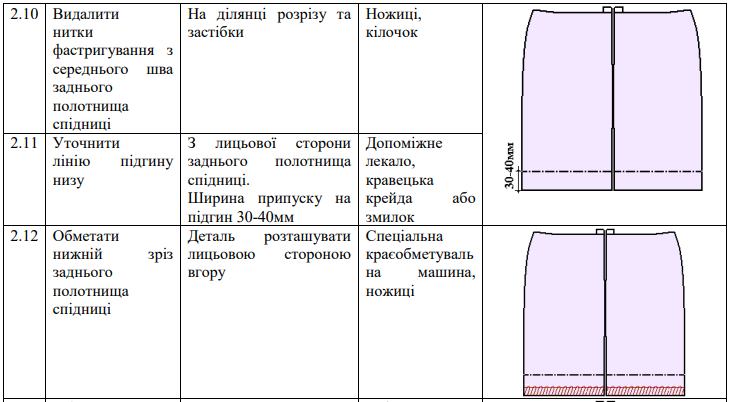 2.10 Видалити На ділянці розрізу та Ножиці,
нитки застібки кілочок
фастригування з
середнього шва
заднього
полотнища
спідниці
2.11 Уточнити З лицьової сторони Допоміжне
лінію підгину заднього полотнища лекало,
низу спідниці. кравецька
Ширина припуску на крейда або
підгин 30-40мм змилок
30-40мм
2.12 Обметати Деталь розташувати Спеціальна
нижній зріз лицьовою стороною краєобметуваль
заднього вгору на машина,
полотнища ножиці
спідниці